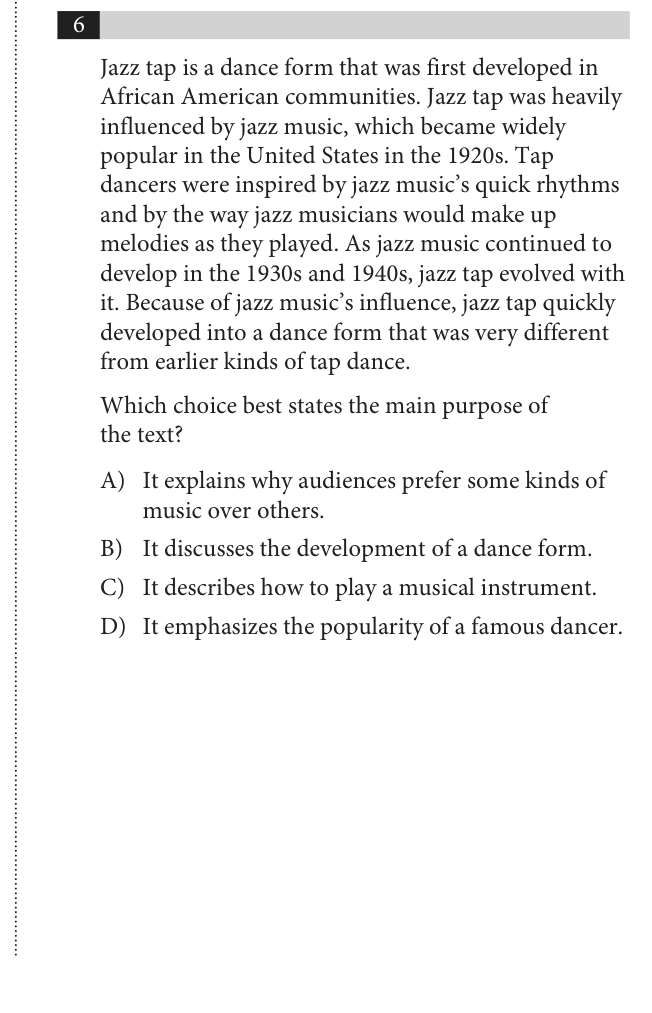 6
Jazz tap is a dance form that was first developed in
African American communities. Jazz tap was heavily
influenced by jazz music, which became widely
popular in the United States in the 1920s. Tap
dancers were inspired by jazz music’s quick rhythms
and by the way jazz musicians would make up
melodies as they played. As jazz music continued to
develop in the 1930s and 1940s, jazz tap evolved with
it. Because of jazz music’s influence, jazz tap quickly
developed into a dance form that was very different
from earlier kinds of tap dance.
Which choice best states the main purpose of
the text?
A) It explains why audiences prefer some kinds of
music over others.
B) It discusses the development of a dance form.
C) It describes how to play a musical instrument.
D) It emphasizes the popularity of a famous dancer.